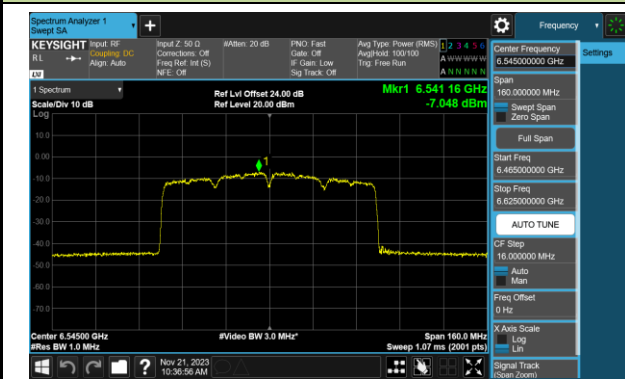 Spectrum Analyzer 1
Swept SA
+
Frequency
KEYSIGHT
RL
Input: RF
Coupling: DC
Align: Auto
Input Z: 50 Ω
Corrections: Off
Freq Ref: Int (S)
NFE: Off
#Atten: 20 dB
PNO: Fast
Gate: Off
IF Gain: Low
Sig Track: Off
Avg Type: Power (RMS)
Avg|Hold: 100/100
Trig: Free Run
1 2 3 4 5 6
A W W W W W
A N N N N N
LXI
1 Spectrum
Scale/Div 10 dB
Ref Lvl Offset 24.00 dB
Ref Level 20.00 dBm
Mkr1 6.541 16 GHz
-7.048 dBm
Log
10.0
0.00
-10.0
-20.0
-30.0
-40.0
-50.0
-60.0
-70.0
1
Center 6.54500 GHz
#Res BW 1.0 MHz
#Video BW 3.0 MHz*
Span 160.0 MHz
Sweep 1.07 ms (2001 pts)
Nov 21, 2023
10:36:56 AM
?
Center Frequency
6.545000000 GHz
Settings
Span
160.000000 MHz
Swept Span
Zero Span
Full Span
Start Freq
6.465000000 GHz
Stop Freq
6.625000000 GHz
AUTO TUNE
CF Step
16.000000 MHz
Auto
Man
Freq Offset
0 Hz
X Axis Scale
Log
Lin
Signal Track
(Span Zoom)